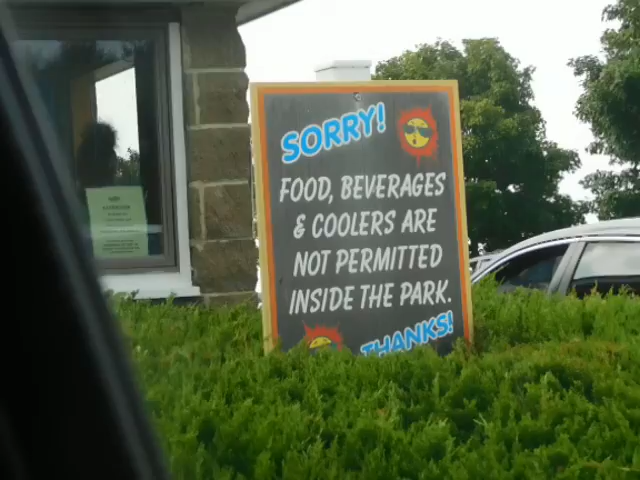 SORRY!
FOOD, BEVERAGES
& COOLERS ARE
NOT PERMITTED
INSIDE THE PARK.
THANKS!